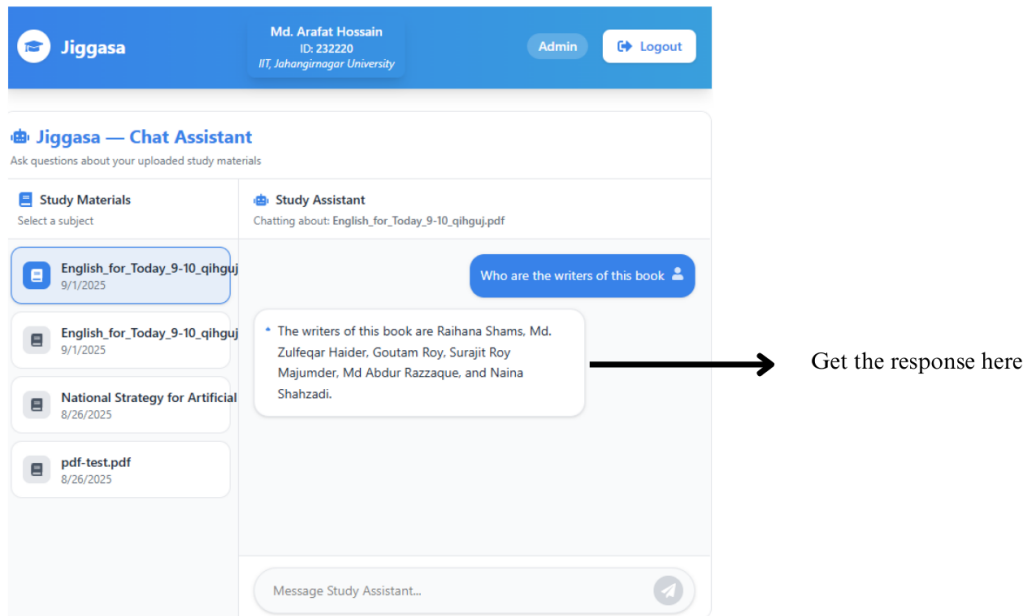 Jiggasa
Md. Arafat Hossain
ID: 232220
IIT, Jahangirnagar University
Admin
Logout
Jiggasa — Chat Assistant
Ask questions about your uploaded study materials
Study Materials
Select a subject
English_for_Today_9-10_qihguj
9/1/2025
English_for_Today_9-10_qihguj
9/1/2025
National Strategy for Artificial
8/26/2025
pdf-test.pdf
8/26/2025
Study Assistant
Chatting about: English_for_Today_9-10_qihguj.pdf
Who are the writers of this book
The writers of this book are Raihana Shams, Md.
Zulfeqar Haider, Goutam Roy, Surajit Roy
Majumder, Md Abdur Razzaque, and Naina
Shahzadi.
Message Study Assistant...
Get the response here